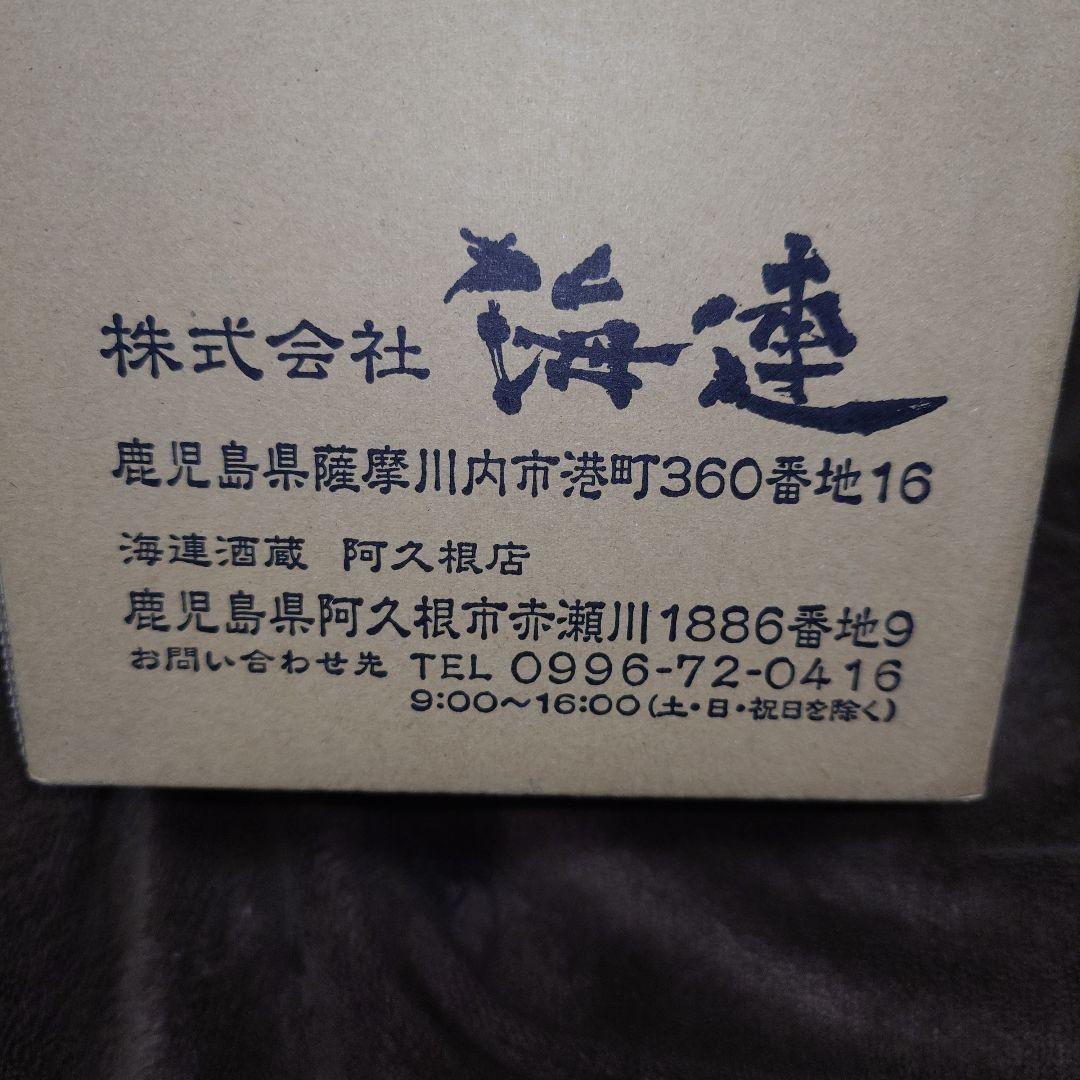 株式会社 海連
鹿児島県薩摩川内市港町360番地16
海連酒蔵 阿久根店
鹿児島県阿久根市赤瀬川1886番地9
お問い合わせ先 TEL 0996-72-0416
9:00〜16:00(土・日・祝日を除く)